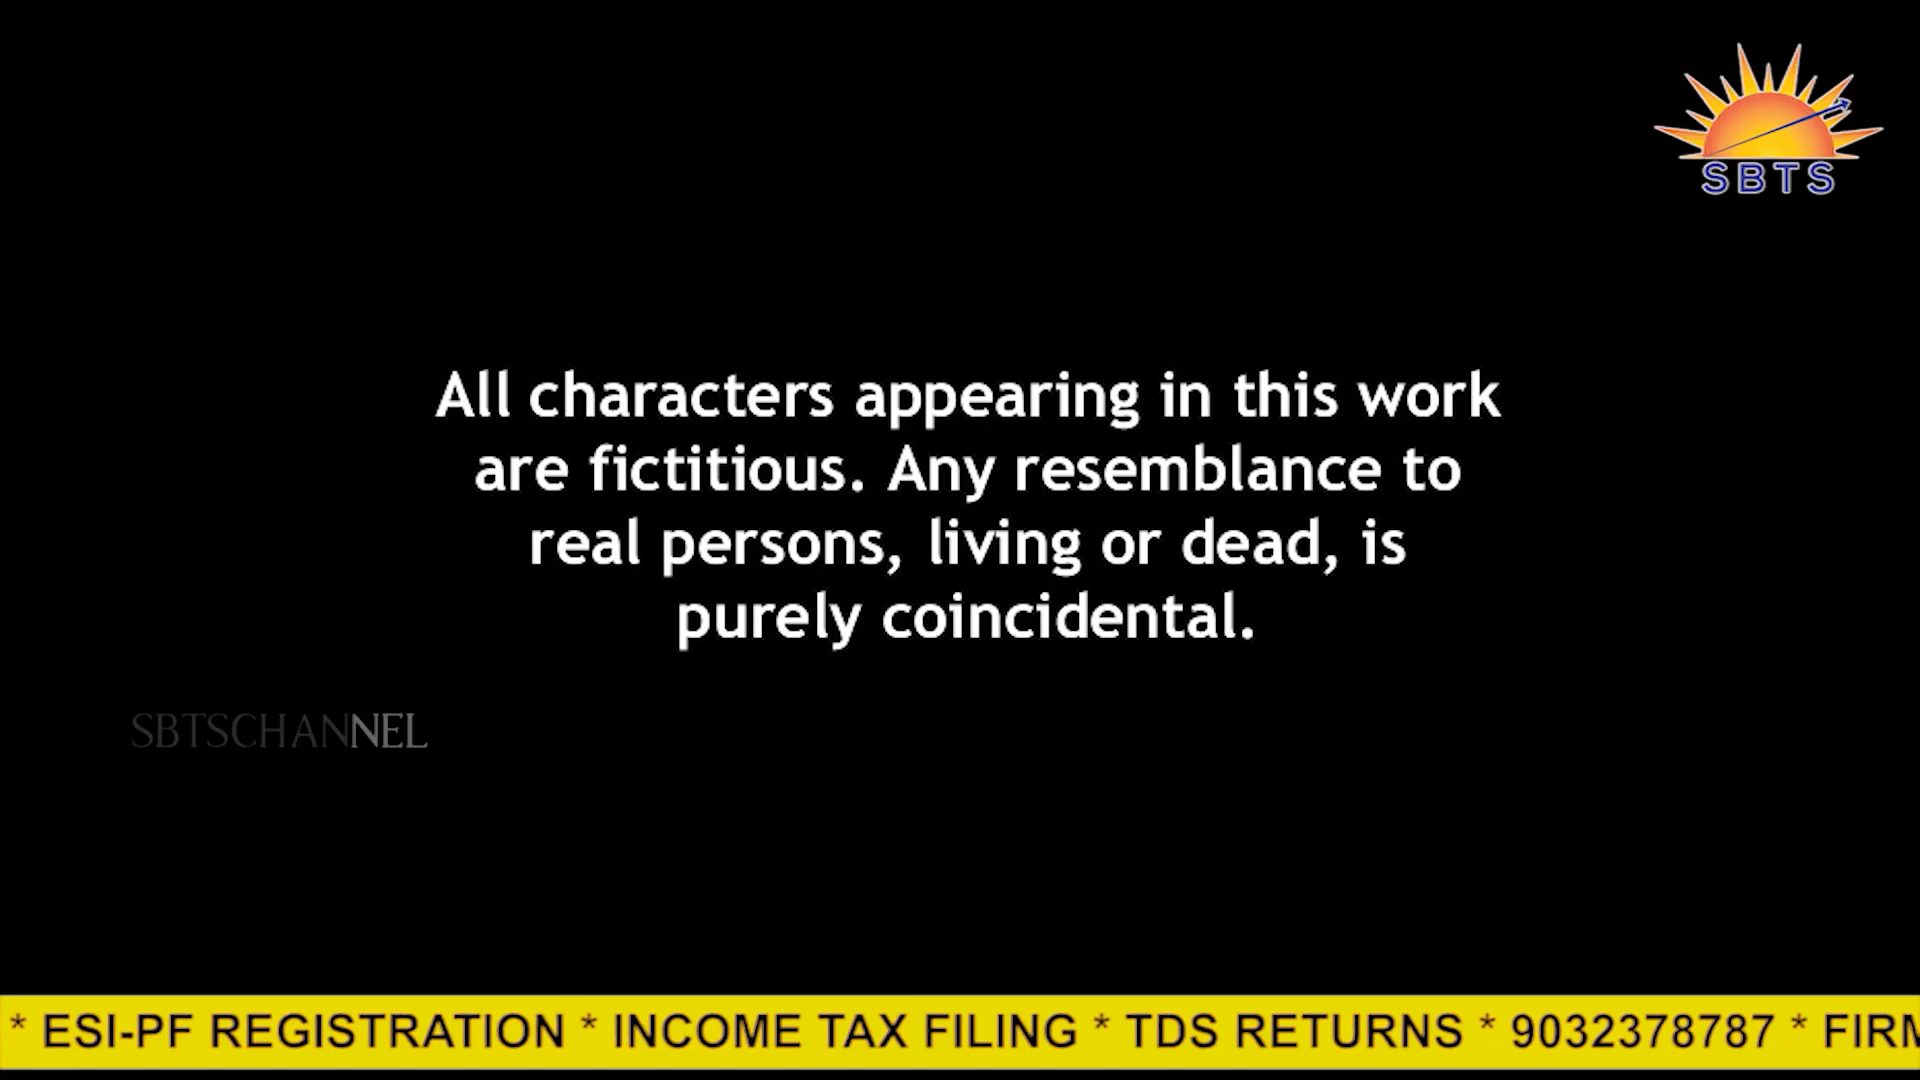 SBTS
All characters appearing in this work
are fictitious. Any resemblance to
real persons, living or dead, is
purely coincidental.
SBTSCHANNEL
* ESI-PF REGISTRATION * INCOME TAX FILING * TDS RETURNS * 9032378787 * FIRM